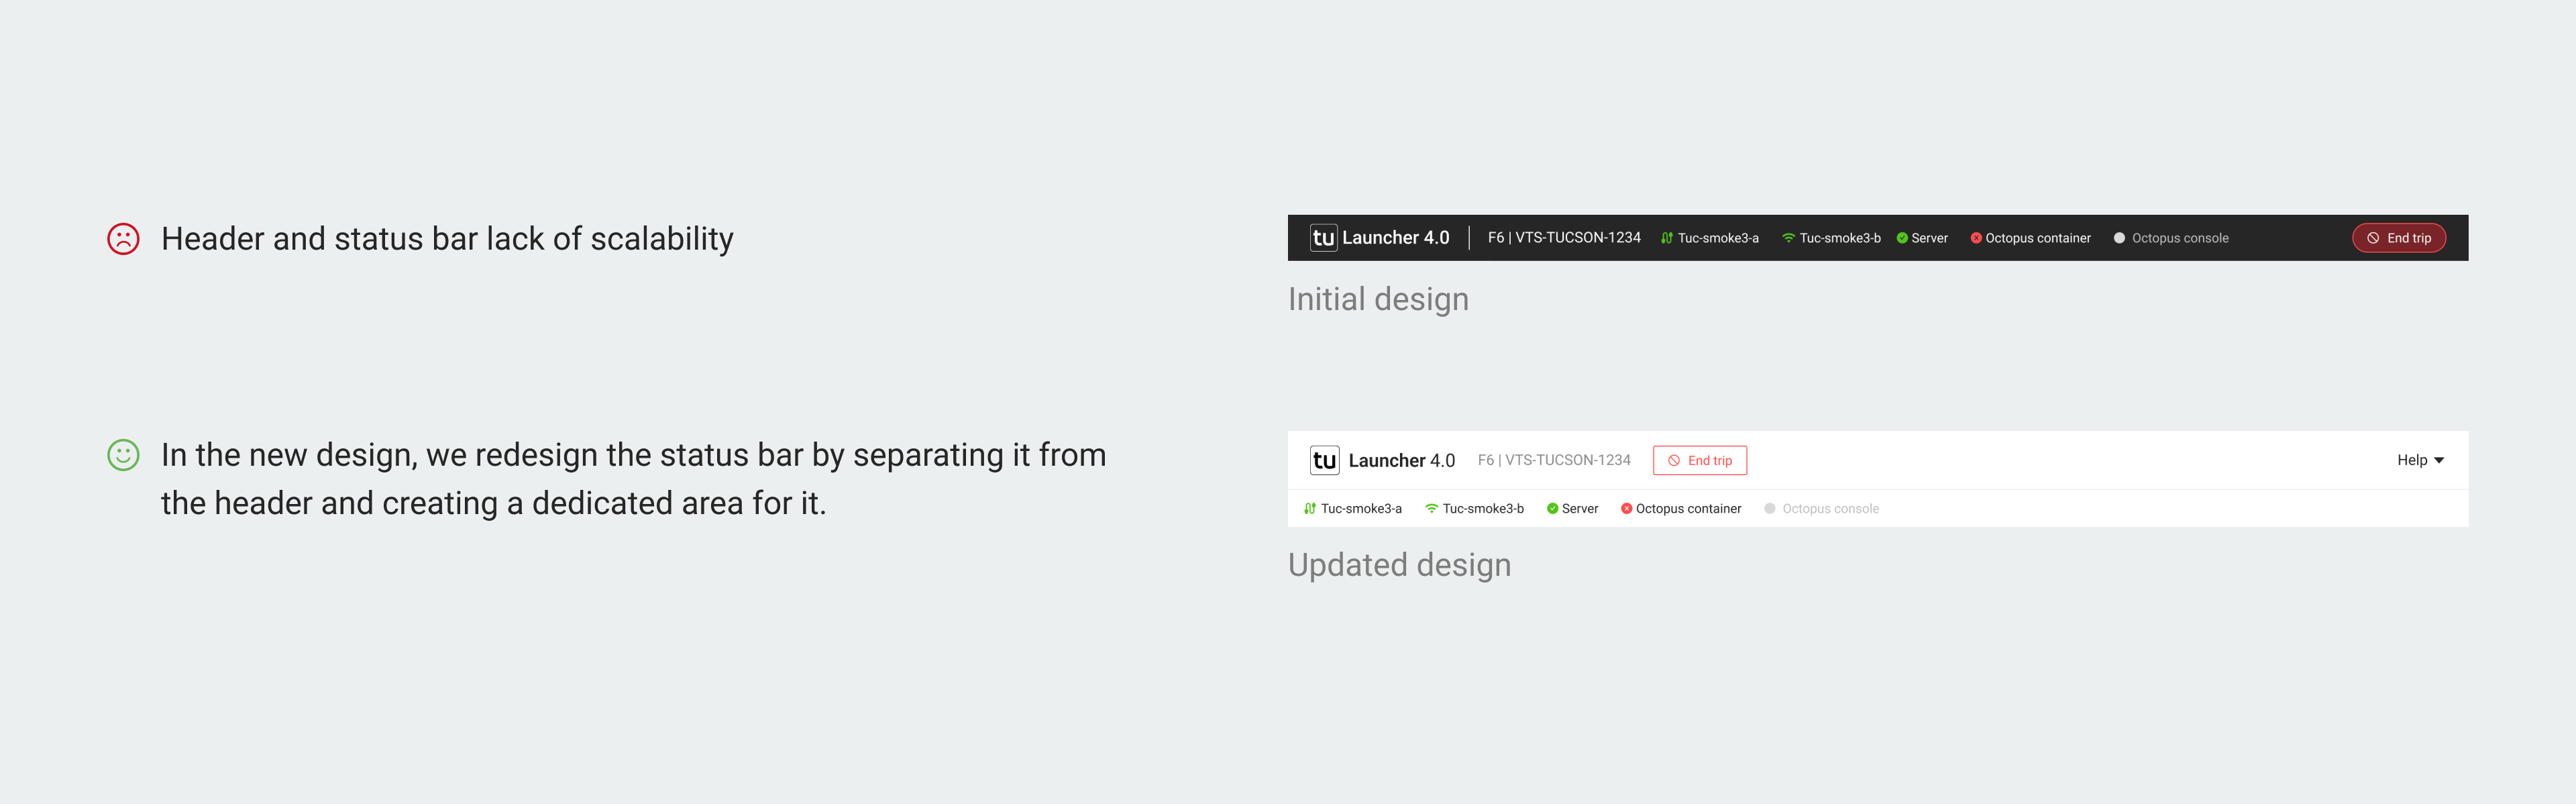 Header and status bar lack of scalability
tu Launcher 4.0 F6 | VTS-TUCSON-1234 Tuc-smoke3-a Tuc-smoke3-b Server Octopus container Octopus console End trip
Initial design
In the new design, we redesign the status bar by separating it from
the header and creating a dedicated area for it.
tu Launcher 4.0 F6 | VTS-TUCSON-1234 End trip Help
Tuc-smoke3-a Tuc-smoke3-b Server Octopus container Octopus console
Updated design